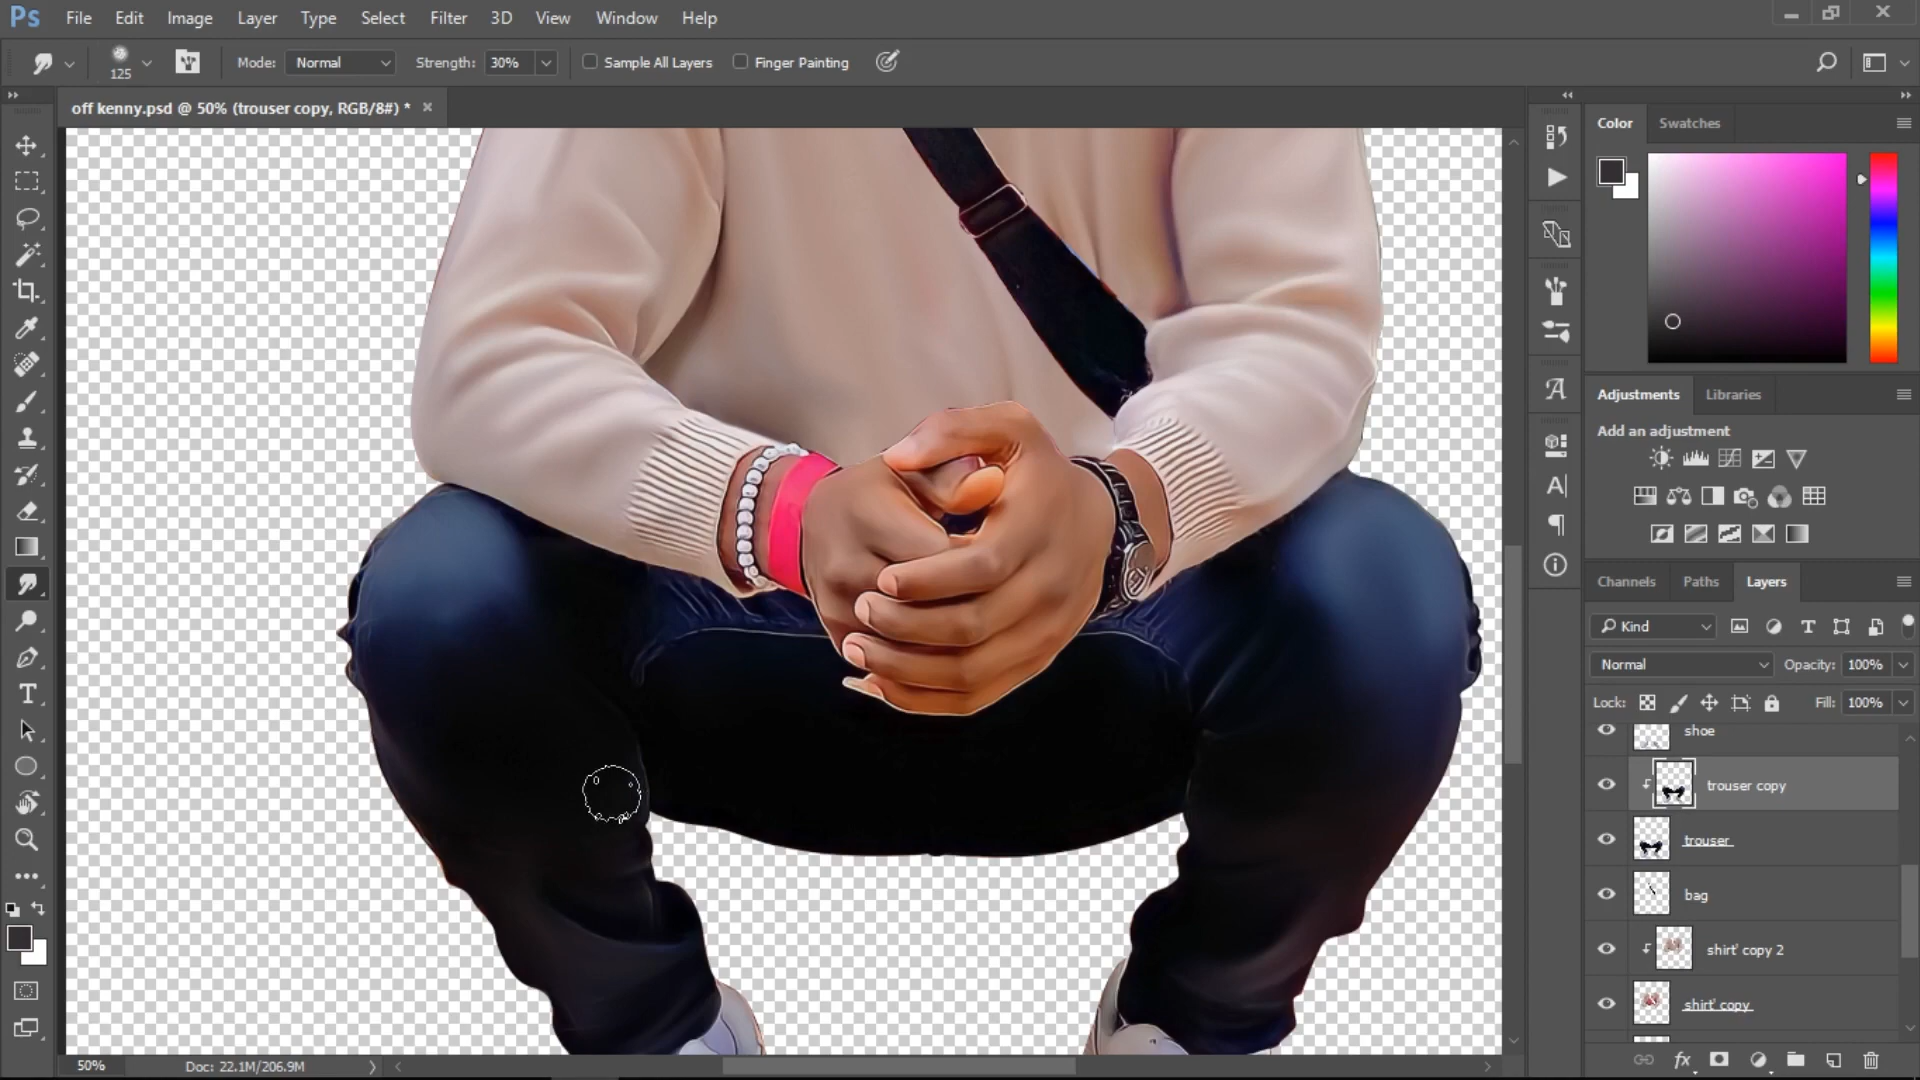 Ps File Edit Image Layer Type Select Filter 3D View Window Help
125 Mode: Normal Strength: 30% Sample All Layers Finger Painting
off kenny.psd @ 50% (trouser copy, RGB/8#) *
Color Swatches
Adjustments Libraries
Add an adjustment
Channels Paths Layers
Kind
Normal Opacity: 100%
Lock: Fill: 100%
shoe
trouser copy
trouser
bag
shirt' copy 2
shirt' copy
50% Doc: 22.1M/206.9M